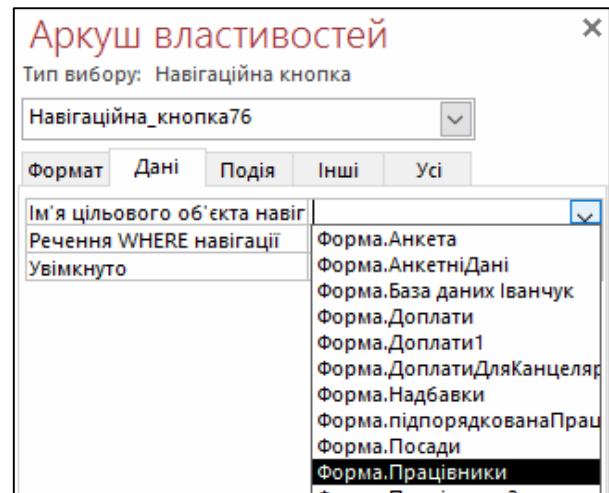 Аркуш властивостей
Тип вибору: Навігаційна кнопка
Навігаційна_кнопка76
Формат Дані Подія Інші Усі
Ім'я цільового об'єкта навіг
Речення WHERE навігації
Увімкнуто
Форма.Анкета
Форма.АнкетніДані
Форма.База даних Іванчук
Форма.Доплати
Форма.Доплати1
Форма.ДоплатиДляКанцеляр
Форма.Надбавки
Форма.підпорядкованаПрац
Форма.Посади
Форма.Працівники